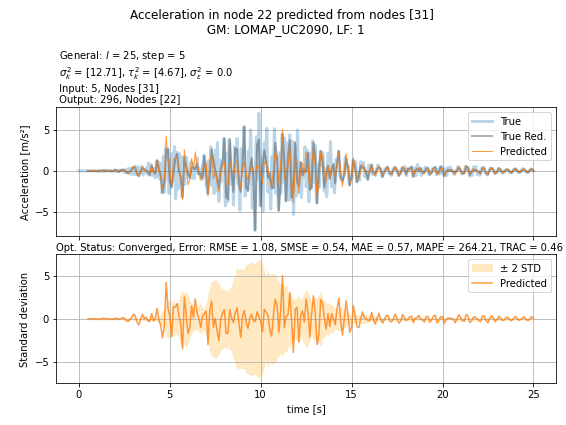 Acceleration in node 22 predicted from nodes [31]
GM: LOMAP_UC2090, LF: 1
General: l = 25, step = 5
σ²ₖ = [12.71], τ²ₖ = [4.67], σ²ε = 0.0
Input: 5, Nodes [31]
Output: 296, Nodes [22]
Acceleration [m/s²]
5
0
−5
True
True Red.
Predicted
Opt. Status: Converged, Error: RMSE = 1.08, SMSE = 0.54, MAE = 0.57, MAPE = 264.21, TRAC = 0.46
Standard deviation
5
0
−5
± 2 STD
Predicted
0 5 10 15 20 25
time [s]